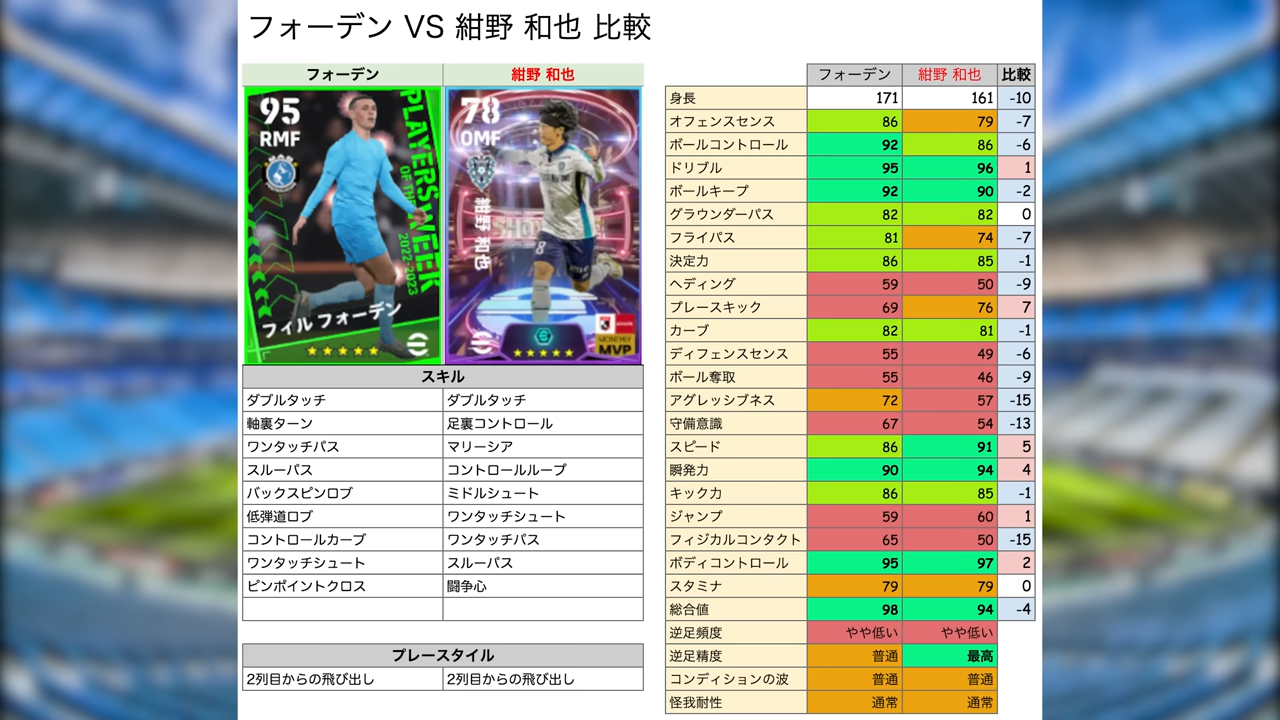 フォーデン VS 紺野 和也 比較
フォーデン 紺野 和也
95
RMF
PLAYERS OF THE WEEK
2022-2023
フィル フォーデン
★★★★★
78
OMF
紺野 和也
8
MONTHLY
MVP
★★★★★
スキル
ダブルタッチ ダブルタッチ
軸裏ターン 足裏コントロール
ワンタッチパス マリーシア
スルーパス コントロールループ
バックスピンロブ ミドルシュート
低弾道ロブ ワンタッチシュート
コントロールカーブ ワンタッチパス
ワンタッチシュート スルーパス
ピンポイントクロス 闘争心
プレースタイル
2列目からの飛び出し 2列目からの飛び出し
フォーデン 紺野 和也 比較
身長 171 161 -10
オフェンスセンス 86 79 -7
ボールコントロール 92 86 -6
ドリブル 95 96 1
ボールキープ 92 90 -2
グラウンダーパス 82 82 0
フライパス 81 74 -7
決定力 86 85 -1
ヘディング 59 50 -9
プレースキック 69 76 7
カーブ 82 81 -1
ディフェンスセンス 55 49 -6
ボール奪取 55 46 -9
アグレッシブネス 72 57 -15
守備意識 67 54 -13
スピード 86 91 5
瞬発力 90 94 4
キック力 86 85 -1
ジャンプ 59 60 1
フィジカルコンタクト 65 50 -15
ボディコントロール 95 97 2
スタミナ 79 79 0
総合値 98 94 -4
逆足頻度 やや低い やや低い
逆足精度 普通 最高
コンディションの波 普通 普通
怪我耐性 通常 通常